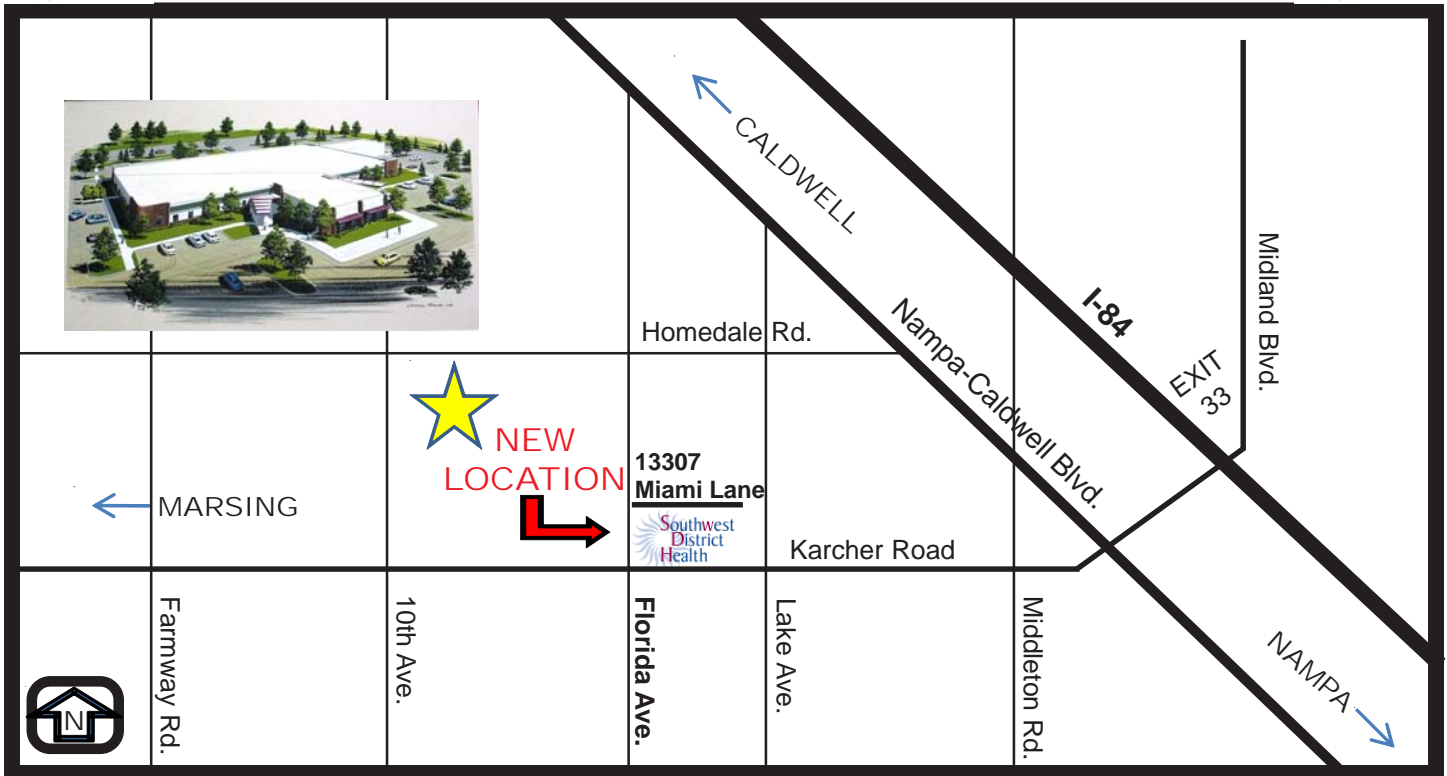 CALDWELL
Midland Blvd.
I-84
EXIT
33
Nampa-Caldwell Blvd.
Homedale Rd.
NEW
LOCATION
13307
Miami Lane
MARSING
Southwest
District
Health
Karcher Road
Farmway Rd.
10th Ave.
Florida Ave.
Lake Ave.
Middleton Rd.
NAMPA
N